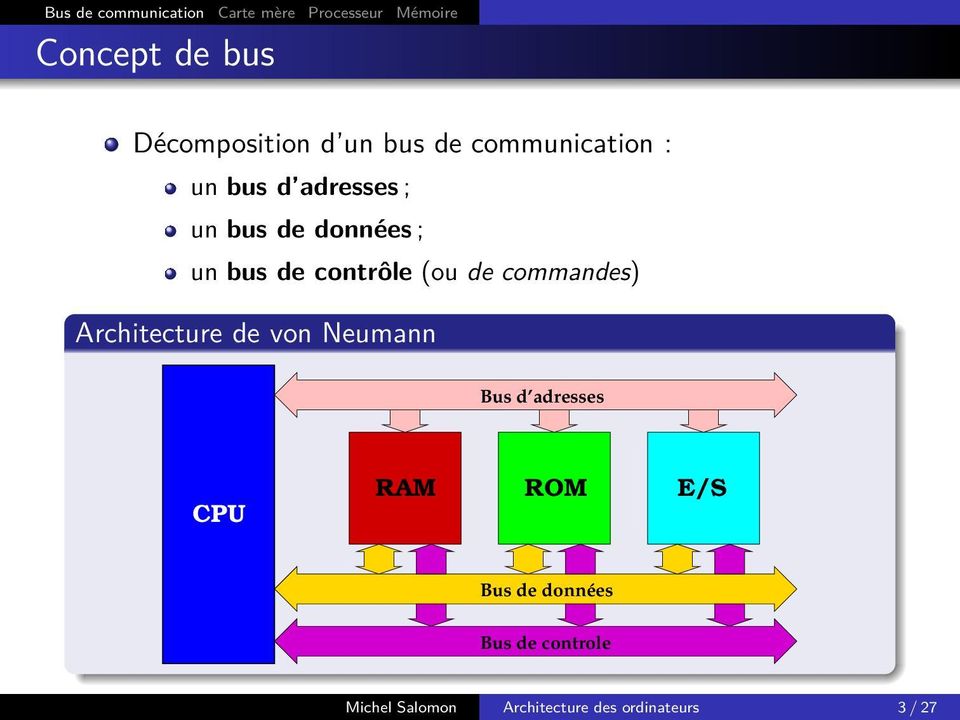 Bus de communication Carte mère Processeur Mémoire
Concept de bus
Décomposition d'un bus de communication :
un bus d'adresses ;
un bus de données ;
un bus de contrôle (ou de commandes)
Architecture de von Neumann
Bus d'adresses
RAM ROM E/S
CPU
Bus de données
Bus de controle
Michel Salomon Architecture des ordinateurs 3 / 27